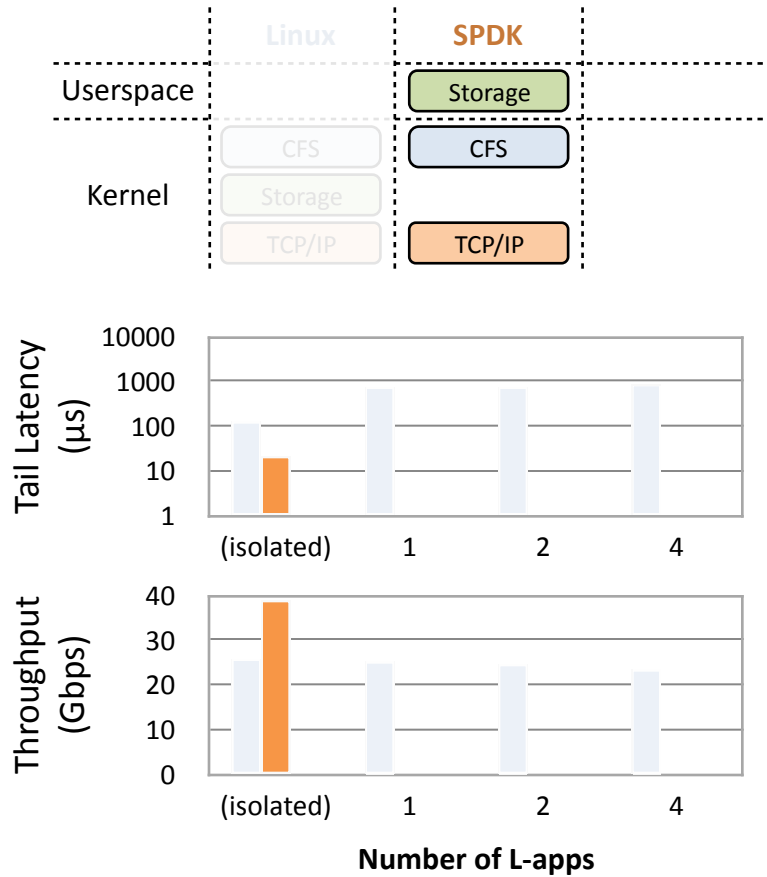 Linux SPDK
Userspace Storage
CFS CFS
Kernel Storage
TCP/IP TCP/IP
Tail Latency
(μs)
10000
1000
100
10
1
(isolated) 1 2 4
Throughput
(Gbps)
40
30
20
10
0
(isolated) 1 2 4
Number of L-apps